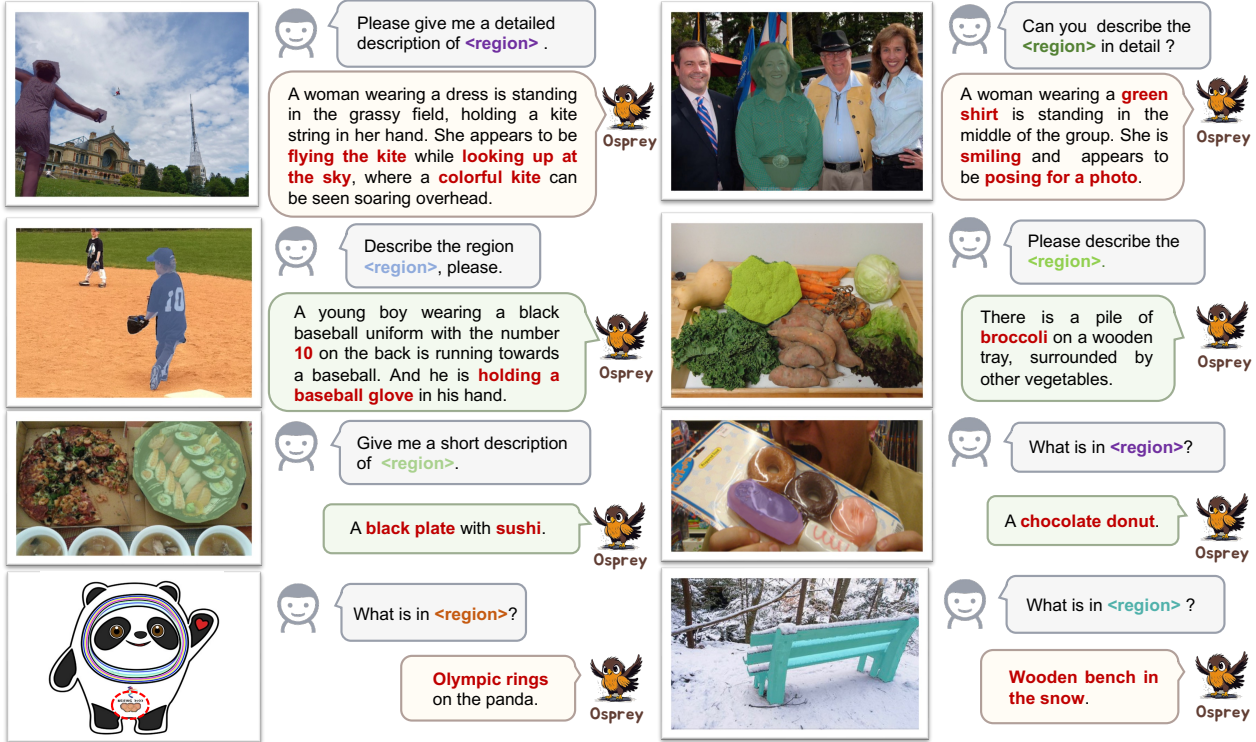 Please give me a detailed
description of <region> .
A woman wearing a dress is standing
in the grassy field, holding a kite
string in her hand. She appears to be
flying the kite while looking up at
the sky, where a colorful kite can
be seen soaring overhead.
Osprey
Can you describe the
<region> in detail ?
A woman wearing a green
shirt is standing in the
middle of the group. She is
smiling and appears to
be posing for a photo.
Osprey
10
Describe the region
<region>, please.
A young boy wearing a black
baseball uniform with the number
10 on the back is running towards
a baseball. And he is holding a
baseball glove in his hand.
Osprey
Please describe the
<region>.
There is a pile of
broccoli on a wooden
tray, surrounded by
other vegetables.
Osprey
Give me a short description
of <region>.
A black plate with sushi.
Osprey
What is in <region>?
A chocolate donut.
Osprey
What is in <region>?
Olympic rings
on the panda.
Osprey
What is in <region> ?
Wooden bench in
the snow.
Osprey